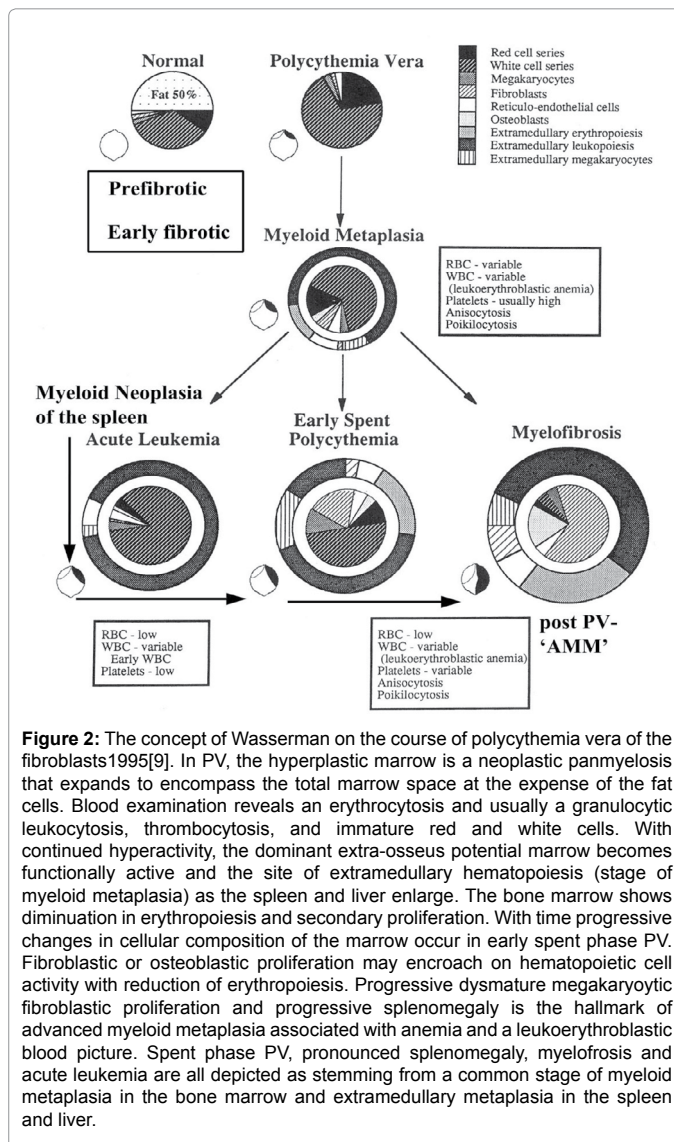 Normal
Fat 50%
Polycythemia Vera
Red cell series
White cell series
Megakaryocytes
Fibroblasts
Reticulo-endothelial cells
Osteoblasts
Extramedullary erythropoiesis
Extramedullary leukopoiesis
Extramedullary megakaryocytes
Prefibrotic
Early fibrotic
Myeloid Metaplasia
RBC - variable
WBC - variable
(leukoerythroblastic anemia)
Platelets - usually high
Anisocytosis
Poikilocytosis
Myeloid Neoplasia
of the spleen
Acute Leukemia
Early Spent
Polycythemia
Myelofibrosis
RBC - low
WBC - variable
Early WBC
Platelets - low
RBC - low
WBC - variable
(leukoerythroblastic anemia)
Platelets - variable
Anisocytosis
Poikilocytosis
post PV-
‘AMM’
Figure 2: The concept of Wasserman on the course of polycythemia vera of the
fibroblasts1995[9]. In PV, the hyperplastic marrow is a neoplastic panmyelosis
that expands to encompass the total marrow space at the expense of the fat
cells. Blood examination reveals an erythrocytosis and usually a granulocytic
leukocytosis, thrombocytosis, and immature red and white cells. With
continued hyperactivity, the dominant extra-osseus potential marrow becomes
functionally active and the site of extramedullary hematopoiesis (stage of
myeloid metaplasia) as the spleen and liver enlarge. The bone marrow shows
diminuation in erythropoiesis and secondary proliferation. With time progressive
changes in cellular composition of the marrow occur in early spent phase PV.
Fibroblastic or osteoblastic proliferation may encroach on hematopoietic cell
activity with reduction of erythropoiesis. Progressive dysmature megakaryoytic
fibroblastic proliferation and progressive splenomegaly is the hallmark of
advanced myeloid metaplasia associated with anemia and a leukoerythroblastic
blood picture. Spent phase PV, pronounced splenomegaly, myelofrosis and
acute leukemia are all depicted as stemming from a common stage of myeloid
metaplasia in the bone marrow and extramedullary metaplasia in the spleen
and liver.